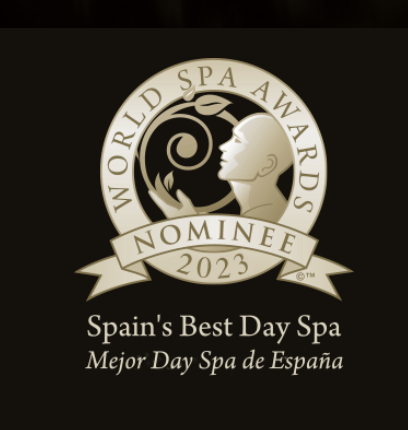 WORLD SPA AWARDS
NOMINEE
2023
©™
Spain's Best Day Spa
Mejor Day Spa de España